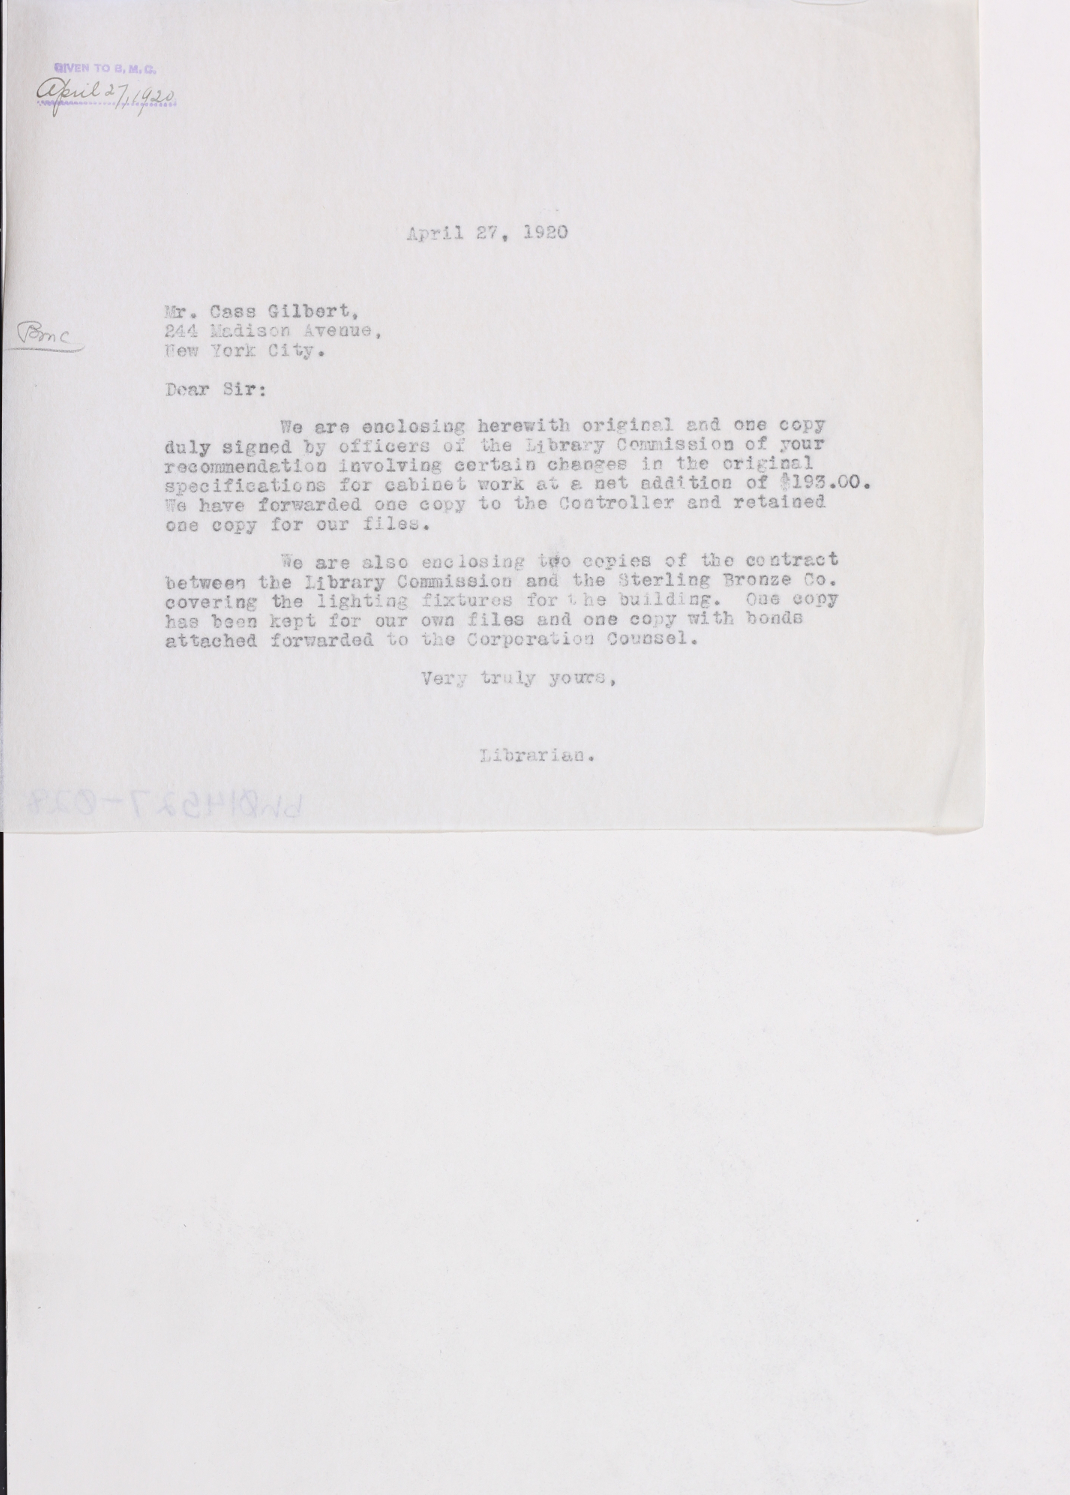 GIVEN TO B. M. C.
April 27, 1920
April 27, 1920
Mr. Cass Gilbert,
244 Madison Avenue,
New York City.
BMC
Dear Sir:
We are enclosing herewith original and one copy
duly signed by officers of the Library Commission of your
recommendation involving certain changes in the original
specifications for cabinet work at a net addition of $193.00.
We have forwarded one copy to the Controller and retained
one copy for our files.
We are also enclosing two copies of the contract
between the Library Commission and the Sterling Bronze Co.
covering the lighting fixtures for the building.  One copy
has been kept for our own files and one copy with bonds
attached forwarded to the Corporation Counsel.
Very truly yours,
Librarian.